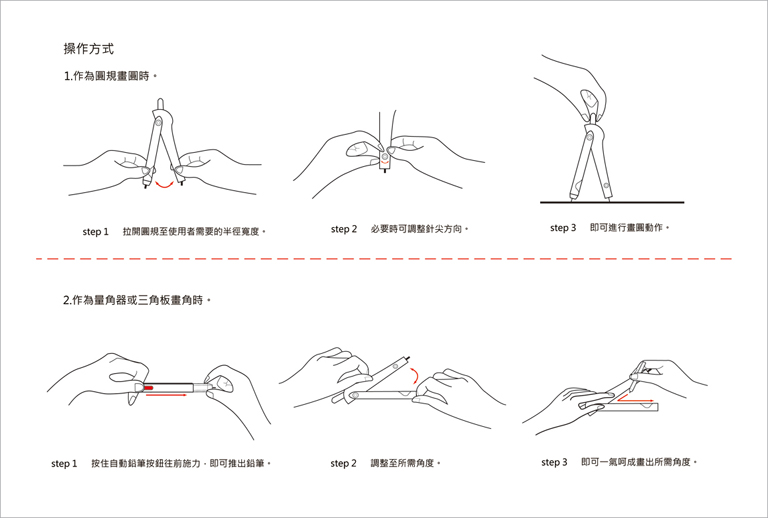 操作方式
1.作為圓規畫圓時。
step 1 拉開圓規至使用者需要的半徑寬度。
step 2 必要時可調整針尖方向。
step 3 即可進行畫圓動作。
2.作為量角器或三角板畫角時。
step 1 按住自動鉛筆按鈕往前施力，即可推出鉛筆。
step 2 調整至所需角度。
step 3 即可一氣呵成畫出所需角度。